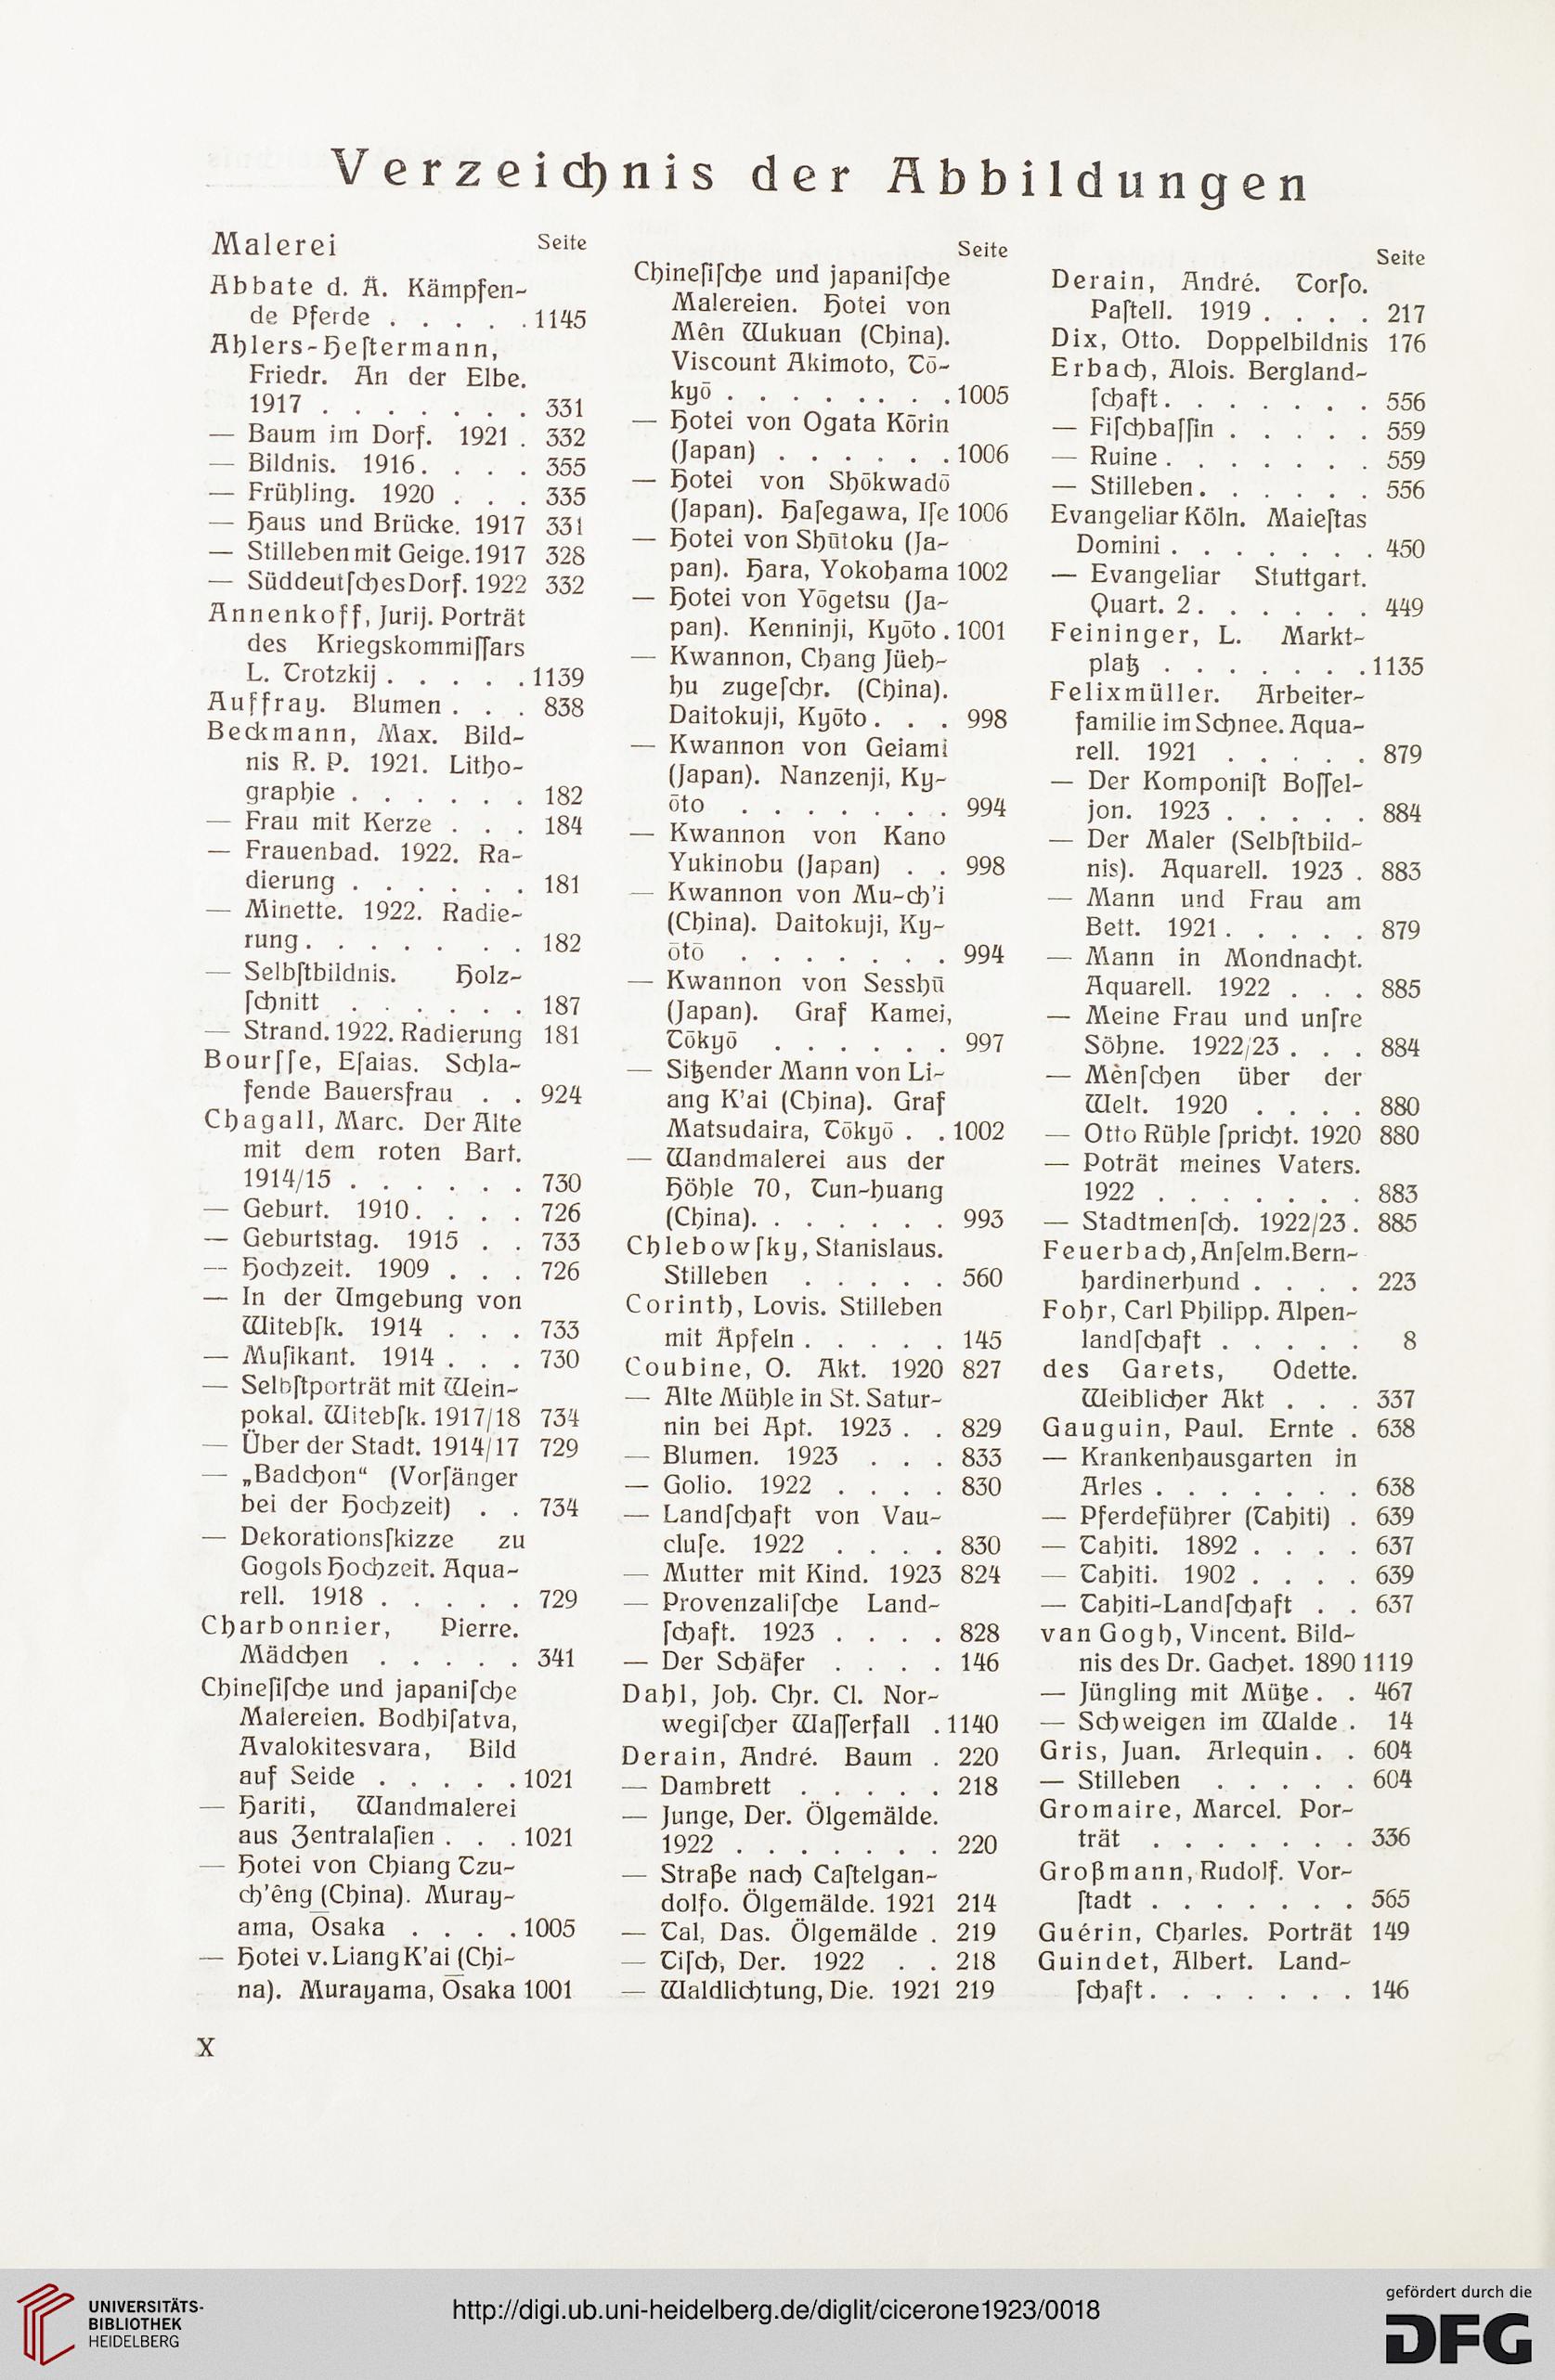 Verzeichnis der Abbildungen
Malerei Seite
Abbate d. Ä. Kämpfen-
de Pferde . . . . . 1145
Ahlers-Heſtermann,
Friedr. An der Elbe.
1917 . . . . . . . 331
— Baum im Dorf. 1921 . 332
— Bildnis. 1916 . . . . 355
— Frühling. 1920 . . . 335
— Haus und Brücke. 1917 331
— Stilleben mit Geige. 1917 328
— Süddeutſches Dorf. 1922 332
Annenkoff, Jurij. Porträt
des Kriegskommiſſars
L. Trotzkij . . . . . 1139
Auffray. Blumen . . . 838
Beckmann, Max. Bild-
nis R. P. 1921. Litho-
graphie . . . . . . 182
— Frau mit Kerze . . . 184
— Frauenbad. 1922. Ra-
dierung . . . . . . 181
— Minette. 1922. Radie-
rung . . . . . . . 182
— Selbſtbildnis. Holz-
ſchnitt . . . . . . 187
— Strand. 1922. Radierung 181
Bourſſe, Eſaias. Schla-
fende Bauersfrau . . 924
Chagall, Marc. Der Alte
mit dem roten Bart.
1914/15 . . . . . . 730
— Geburt. 1910 . . . . 726
— Geburtstag. 1915 . . 733
— Hochzeit. 1909 . . . 726
— In der Umgebung von
Witebſk. 1914 . . . 733
— Muſikant. 1914 . . . 730
— Selbſtporträt mit Wein-
pokal. Witebſk. 1917/18 734
— Über der Stadt. 1914/17 729
— „Badchon“ (Vorſänger
bei der Hochzeit) . . 734
— Dekorationsſkizze zu
Gogols Hochzeit. Aqua-
rell. 1918 . . . . . 729
Charbonnier, Pierre.
Mädchen . . . . . 341
Chineſiſche und japaniſche
Malereien. Bodhiſatva,
Avalokitesvara, Bild
auf Seide . . . . . 1021
— Hariti, Wandmalerei
aus Zentralaſien . . . 1021
— Hotei von Chiang Tzu-
ch’êng (China). Muray-
ama, Ōsaka . . . . 1005
— Hotei v. Liang K’ai (Chi-
na). Murayama, Ōsaka 1001
Seite
Chineſiſche und japaniſche
Malereien. Hotei von
Mên Wukuan (China).
Viscount Akimoto, Tō-
kyō . . . . . . . . 1005
— Hotei von Ogata Kōrin
(Japan) . . . . . . 1006
— Hotei von Shōkwadō
(Japan). Haſegawa, Iſe 1006
— Hotei von Shūtoku (Ja-
pan). Hara, Yokohama 1002
— Hotei von Yōgetsu (Ja-
pan). Kenninji, Kyōto . 1001
— Kwannon, Chang Jüeh-
hu zugeſchr. (China).
Daitokuji, Kyōto . . . 998
— Kwannon von Geiami
(Japan). Nanzenji, Ky-
ōto . . . . . . . 994
— Kwannon von Kano
Yukinobu (Japan) . . 998
— Kwannon von Mu-ch’i
(China). Daitokuji, Ky-
ōtō . . . . . . . 994
— Kwannon von Sesshū
(Japan). Graf Kamei,
Tōkyō . . . . . . 997
— Sitzender Mann von Li-
ang K’ai (China). Graf
Matsudaira, Tōkyō . . 1002
— Wandmalerei aus der
Höhle 70, Tun-huang
(China). . . . . . . 993
Chlebowſky, Stanislaus.
Stilleben . . . . . 560
Corinth, Lovis. Stilleben
mit Äpfeln . . . . . 145
Coubine, O. Akt. 1920 827
— Alte Mühle in St. Satur-
nin bei Apt. 1923 . . 829
— Blumen. 1923 . . . 833
— Golio. 1922 . . . . 830
— Landſchaft von Vau-
cluſe. 1922 . . . . 830
— Mutter mit Kind. 1923 824
— Provenzaliſche Land-
ſchaft. 1923 . . . . 828
— Der Schäfer . . . . 146
Dahl, Joh. Chr. Cl. Nor-
wegiſcher Waſſerfall . 1140
Derain, André. Baum . 220
— Dambrett . . . . . 218
— Junge, Der. Ölgemälde.
1922 . . . . . . . 220
— Straße nach Caſtelgan-
dolfo. Ölgemälde. 1921 214
— Tal, Das. Ölgemälde . 219
— Tiſch, Der. 1922 . . 218
— Waldlichtung, Die. 1921 219
Seite
Derain, André. Torſo.
Paſtell. 1919 . . . . 217
Dix, Otto. Doppelbildnis 176
Erbach, Alois. Bergland-
ſchaft . . . . . . . 556
— Fiſchbaſſin . . . . . 559
— Ruine . . . . . . . 559
— Stilleben . . . . . . 556
Evangeliar Köln. Maieſtas
Domini . . . . . . . 450
— Evangeliar Stuttgart.
Quart. 2 . . . . . . 449
Feininger, L. Markt-
platz . . . . . . . 1135
Felixmüller. Arbeiter-
familie im Schnee. Aqua-
rell. 1921 . . . . . 879
— Der Komponiſt Boſſel-
jon. 1923 . . . . . 884
— Der Maler (Selbſtbild-
nis). Aquarell. 1923 . 883
— Mann und Frau am
Bett. 1921 . . . . . 879
— Mann in Mondnacht.
Aquarell. 1922 . . . 885
— Meine Frau und unſre
Söhne. 1922/23 . . . 884
— Mènſchen über der
Welt. 1920 . . . . 880
— Otto Rühle ſpricht. 1920 880
— Poträt meines Vaters.
1922 . . . . . . . 883
— Stadtmenſch. 1922/23 . 885
Feuerbach, Anſelm. Bern-
hardinerhund . . . . 223
Fohr, Carl Philipp. Alpen-
landſchaft . . . . . 8
des Garets, Odette.
Weiblicher Akt . . . 337
Gauguin, Paul. Ernte . 638
— Krankenhausgarten in
Arles . . . . . . . 638
— Pferdeführer (Tahiti) . 639
— Tahiti. 1892 . . . . 637
— Tahiti. 1902 . . . . 639
— Tahiti-Landſchaft . . 637
van Gogh, Vincent. Bild-
nis des Dr. Gachet. 1890 1119
— Jüngling mit Mütze . . 467
— Schweigen im Walde . 14
Gris, Juan. Arlequin . . 604
— Stilleben . . . . . 604
Gromaire, Marcel. Por-
trät . . . . . . . 336
Großmann, Rudolf. Vor-
ſtadt . . . . . . . 565
Guérin, Charles. Porträt 149
Guindet, Albert. Land-
ſchaft . . . . . . . 146
X
UNIVERSITÄTS-
BIBLIOTHEK
HEIDELBERG
http://digi.ub.uni-heidelberg.de/diglit/cicerone1923/0018
gefördert durch die
DFG